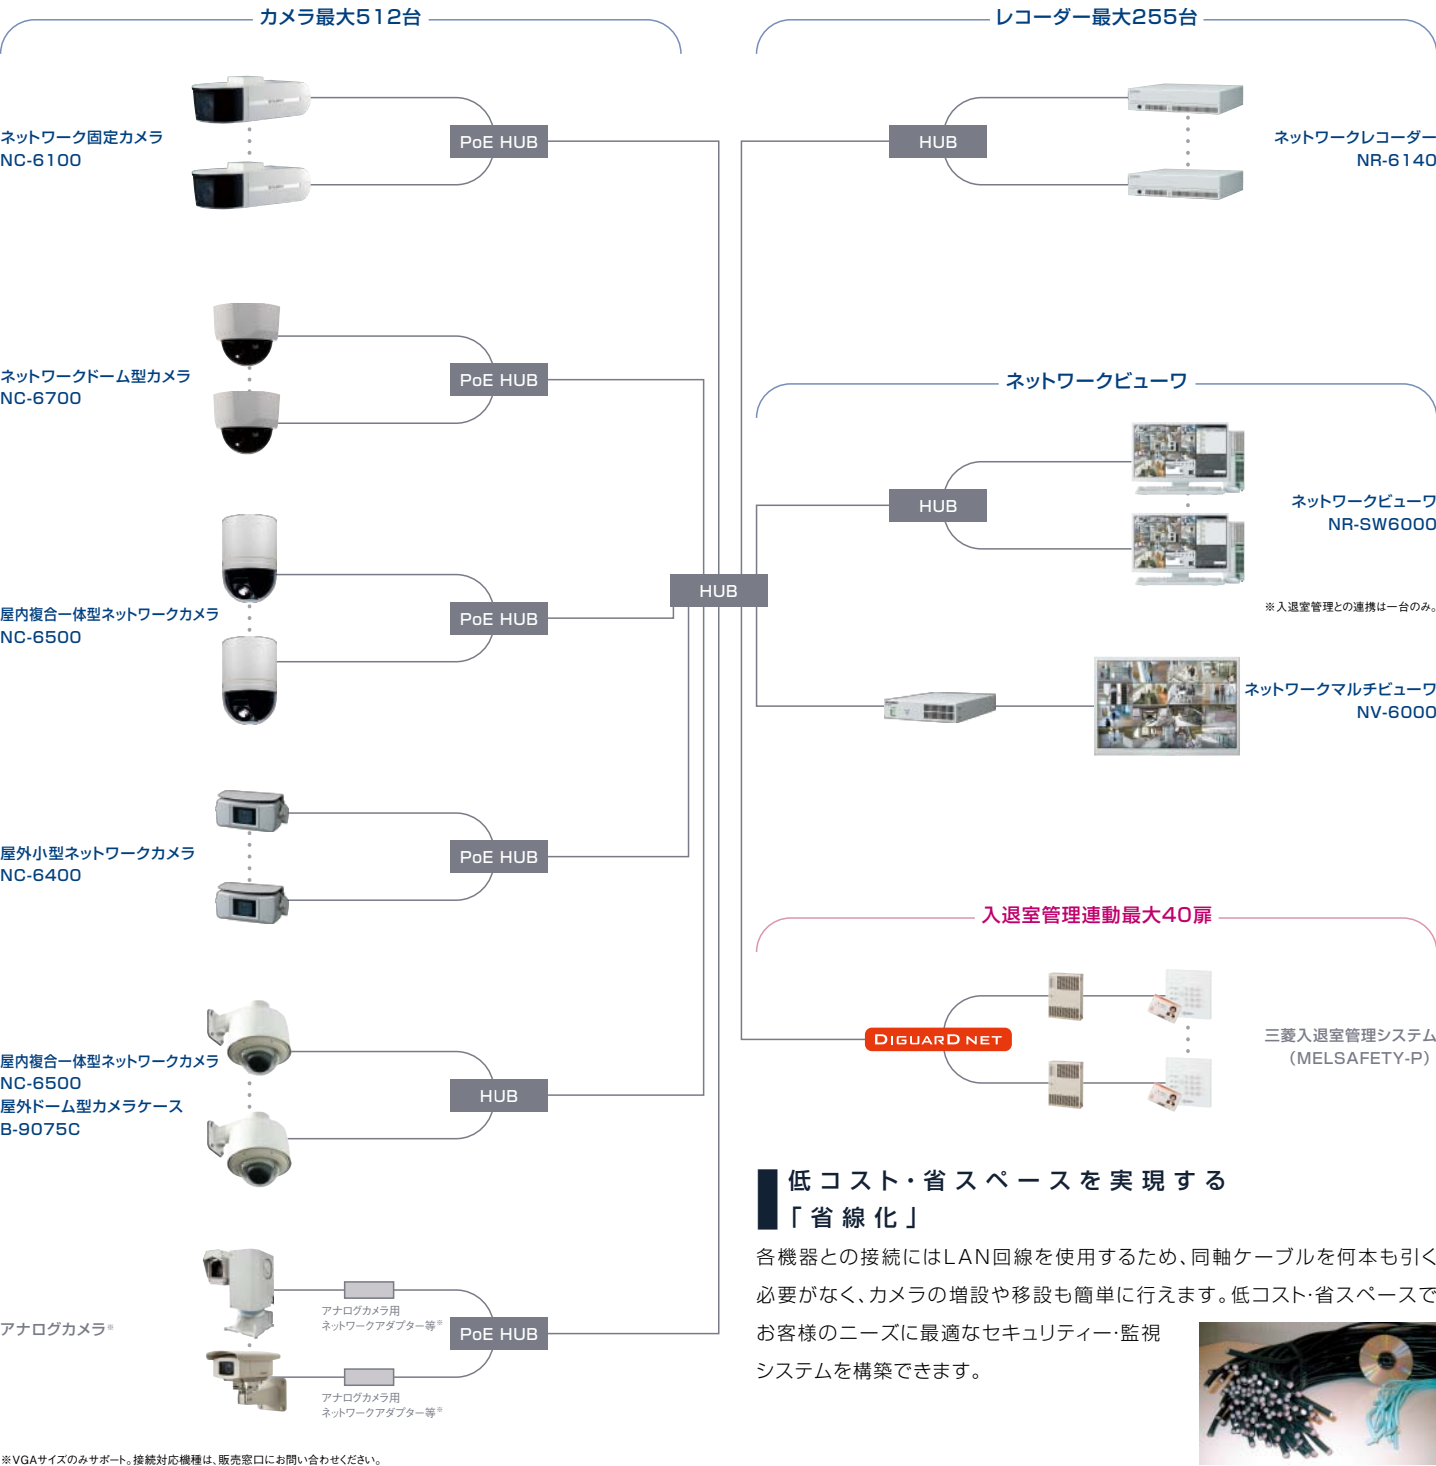 カメラ最大512台
ネットワーク固定カメラ
NC-6100
PoE HUB
ネットワークドーム型カメラ
NC-6700
PoE HUB
屋内複合一体型ネットワークカメラ
NC-6500
PoE HUB
屋外小型ネットワークカメラ
NC-6400
PoE HUB
屋内複合一体型ネットワークカメラ
NC-6500
屋外ドーム型カメラケース
B-9075C
HUB
アナログカメラ※
アナログカメラ用
ネットワークアダプター等※
アナログカメラ用
ネットワークアダプター等※
PoE HUB
※VGAサイズのみサポート。接続対応機種は、販売窓口にお問い合わせください。
HUB
レコーダー最大255台
HUB
ネットワークレコーダー
NR-6140
ネットワークビューワ
HUB
ネットワークビューワ
NR-SW6000
※入退室管理との連携は一台のみ。
ネットワークマルチビューワ
NV-6000
入退室管理連動最大40扉
DIGUARD NET
三菱入退室管理システム
（MELSAFETY-P）
低コスト・省スペースを実現する
「省線化」
各機器との接続にはLAN回線を使用するため、同軸ケーブルを何本も引く
必要がなく、カメラの増設や移設も簡単に行えます。低コスト・省スペースで
お客様のニーズに最適なセキュリティー・監視
システムを構築できます。